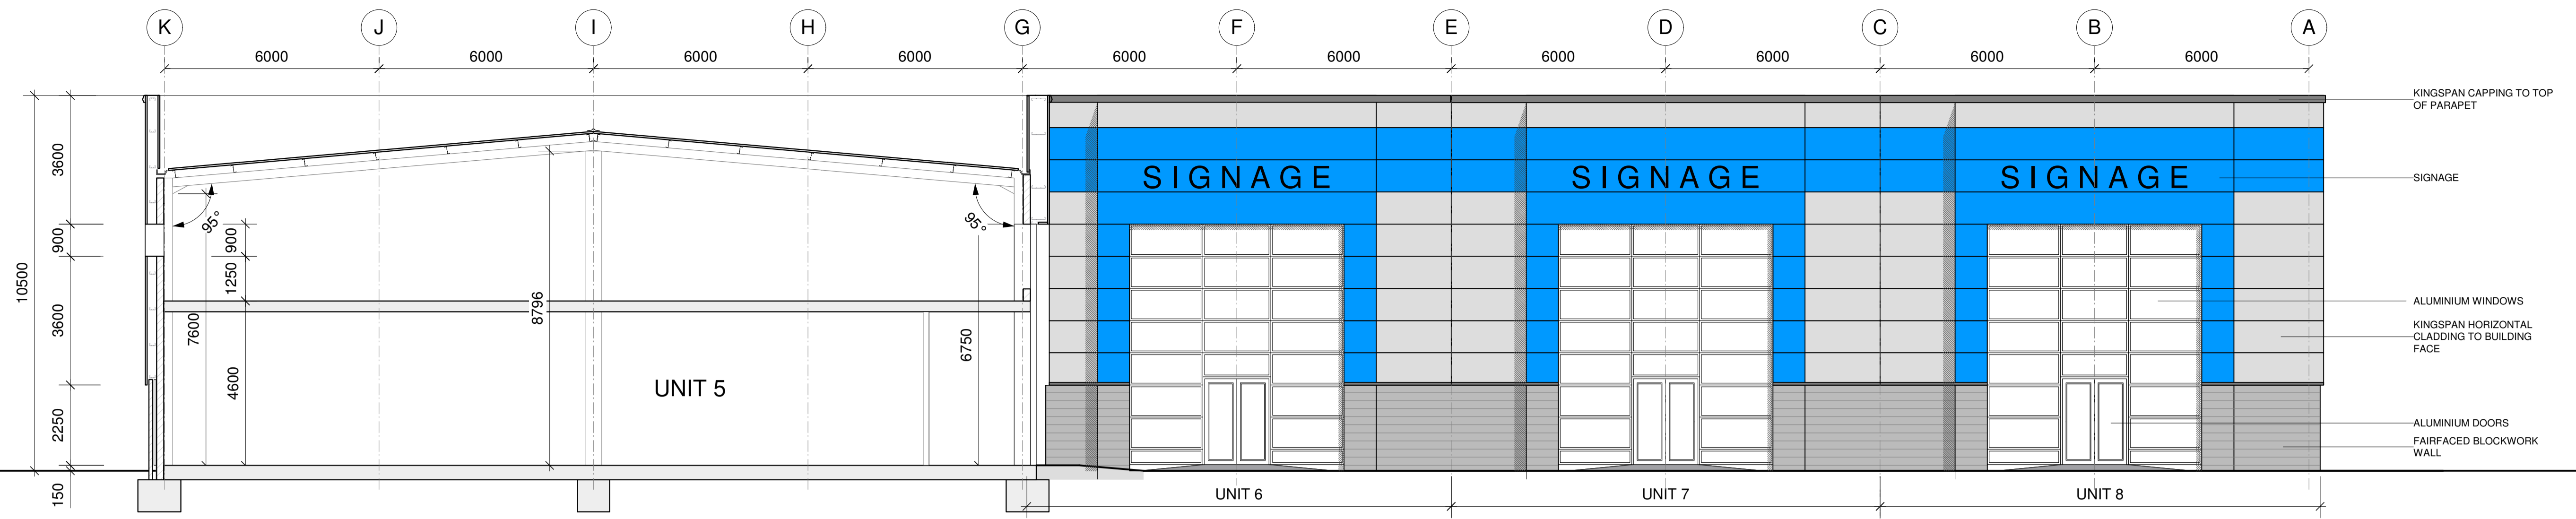 K J I H G F E D C B A
6000 6000 6000 6000 6000 6000 6000 6000 6000 6000
KINGSPAN CAPPING TO TOP
OF PARAPET
3600
SIGNAGE SIGNAGE SIGNAGE
SIGNAGE
95° 95°
900 900
1250
10500
8796
ALUMINIUM WINDOWS
3600
7600
6750
KINGSPAN HORIZONTAL
CLADDING TO BUILDING
FACE
4600
UNIT 5
2250
ALUMINIUM DOORS
FAIRFACED BLOCKWORK
WALL
150
UNIT 6 UNIT 7 UNIT 8